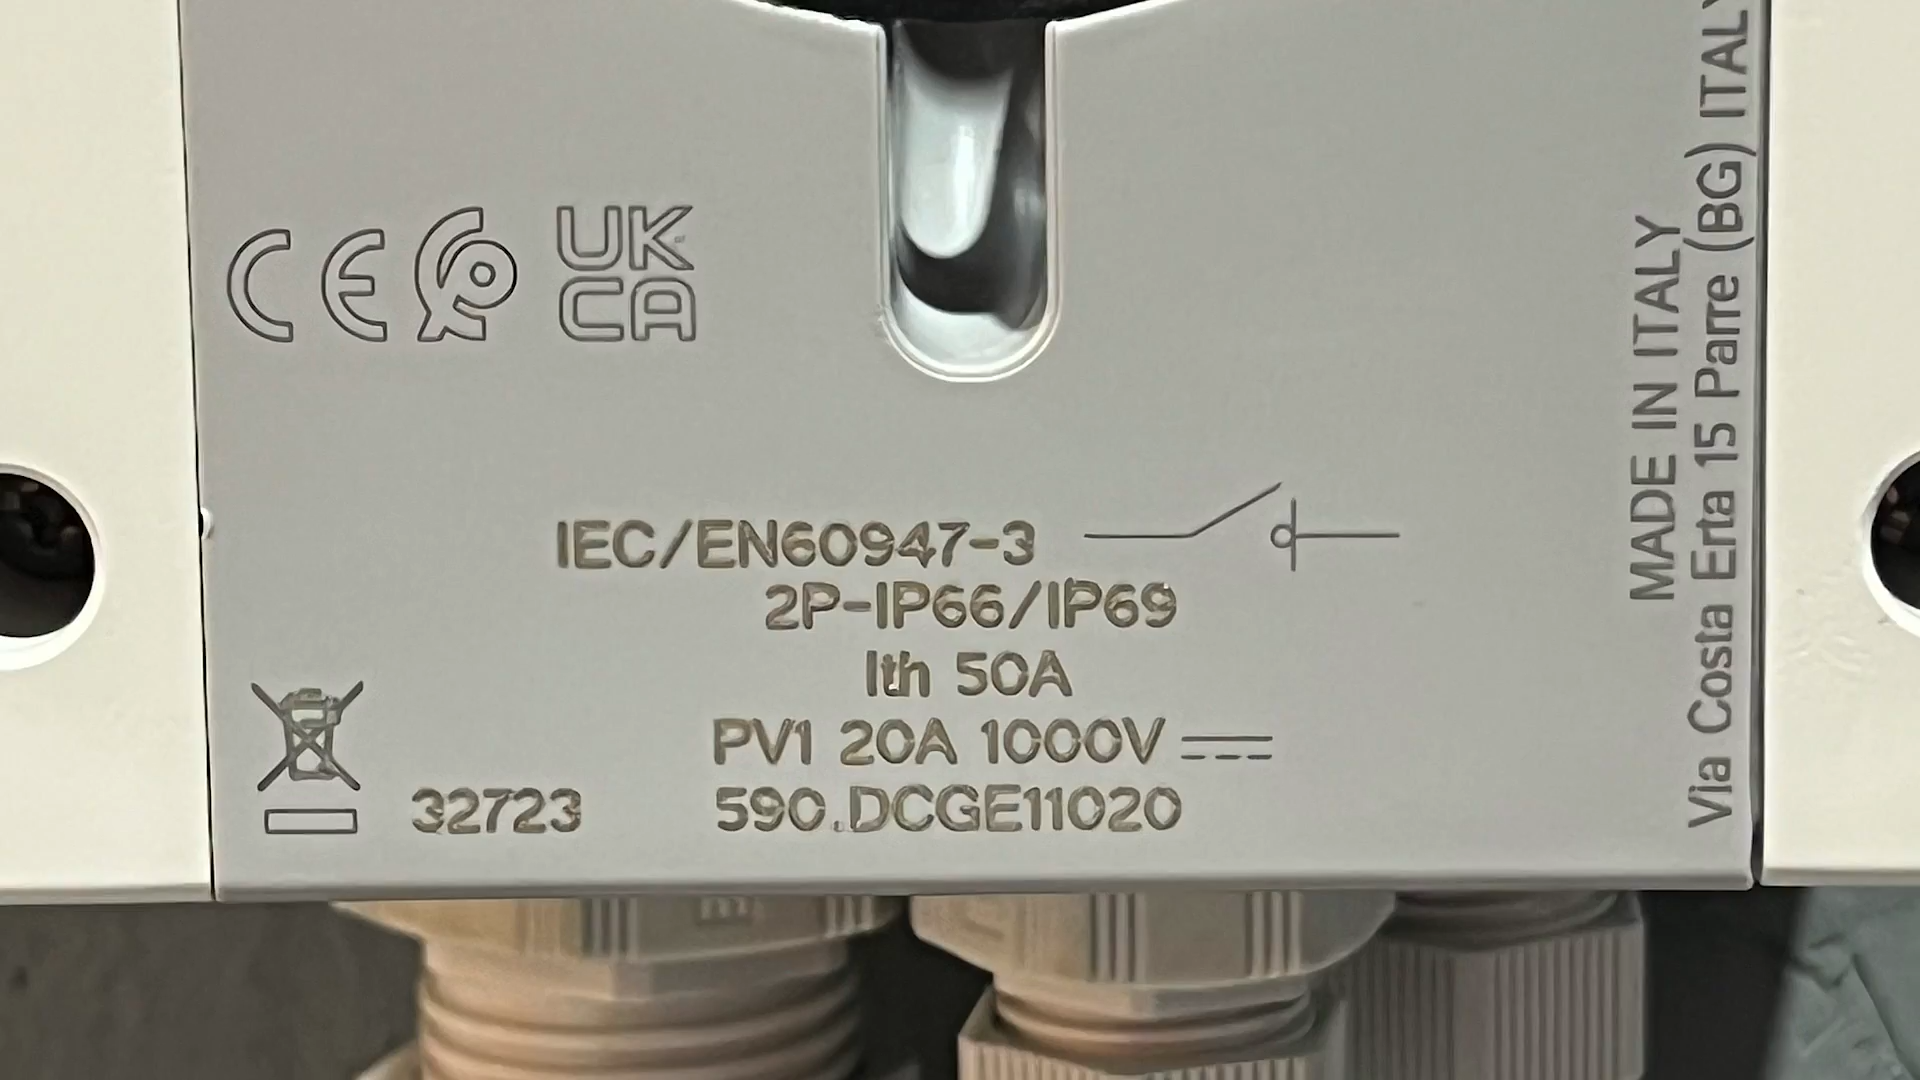 CE
UK
CA
IEC/EN60947-3
2P-IP66/IP69
Ith 50A
PV1 20A 1000V
32723
590.DCGE11020
MADE IN ITALY
Via Costa Erta 15 Parre (BG) ITALY